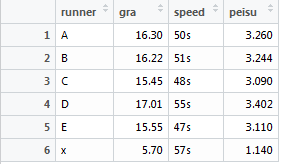 runner gra speed peisu
1 A 16.30 50s 3.260
2 B 16.22 51s 3.244
3 C 15.45 48s 3.090
4 D 17.01 55s 3.402
5 E 15.55 47s 3.110
6 x 5.70 57s 1.140